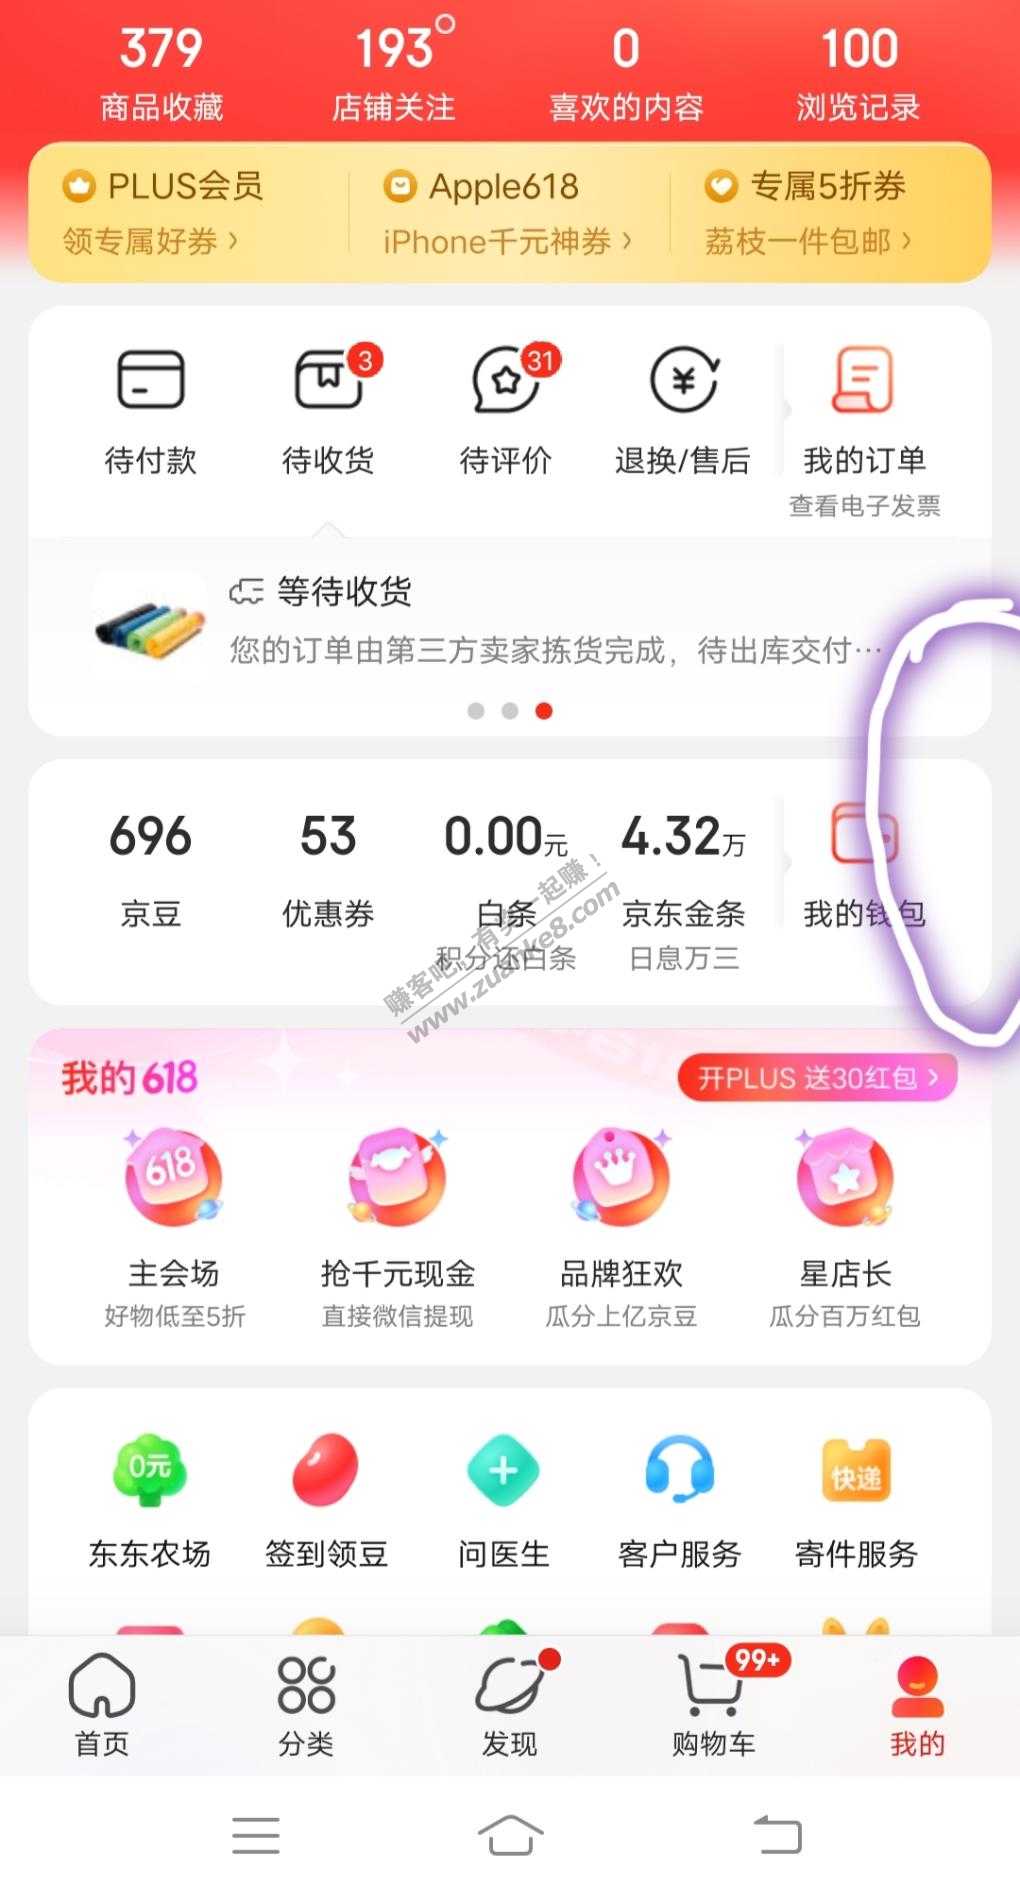 379 193 0 100
商品收藏 店铺关注 喜欢的内容 浏览记录
PLUS会员 Apple618 专属5折券
领专属好券 › iPhone千元神券 › 荔枝一件包邮 ›
3 31
待付款 待收货 待评价 退换/售后 我的订单
查看电子发票
等待收货
您的订单由第三方卖家拣货完成，待出库交付…
696 53 0.00元 4.32万
京豆 优惠券 白条 京东金条 我的钱包
积分还白条 日息万三
赚客吧，有奖一起赚！
www.zuanke8.com
我的618 开PLUS 送30红包 ›
618
主会场 抢千元现金 品牌狂欢 星店长
好物低至5折 直接微信提现 瓜分上亿京豆 瓜分百万红包
0元 快递
东东农场 签到领豆 问医生 客户服务 寄件服务
99+
首页 分类 发现 购物车 我的